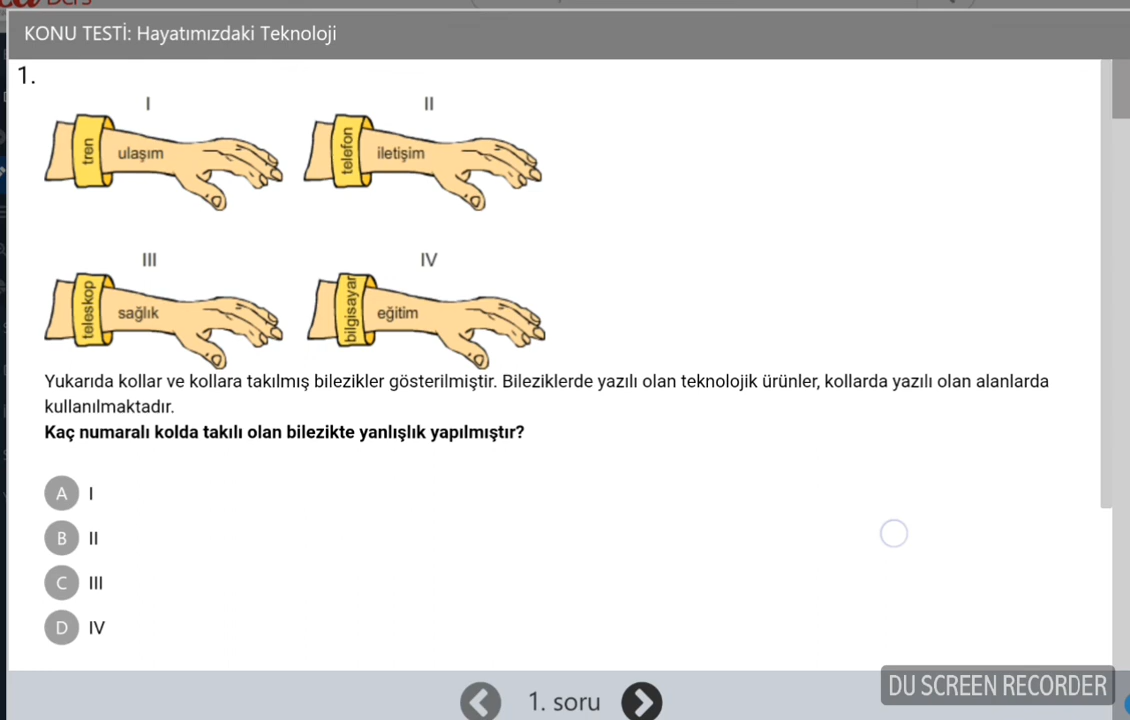 Ders
KONU TESTİ: Hayatımızdaki Teknoloji
1.
I
II
tren
ulaşım
telefon
iletişim
III
IV
teleskop
sağlık
bilgisayar
eğitim
Yukarıda kollar ve kollara takılmış bilezikler gösterilmiştir. Bileziklerde yazılı olan teknolojik ürünler, kollarda yazılı olan alanlarda
kullanılmaktadır.
Kaç numaralı kolda takılı olan bilezikte yanlışlık yapılmıştır?
A I
B II
C III
D IV
1. soru
DU SCREEN RECORDER